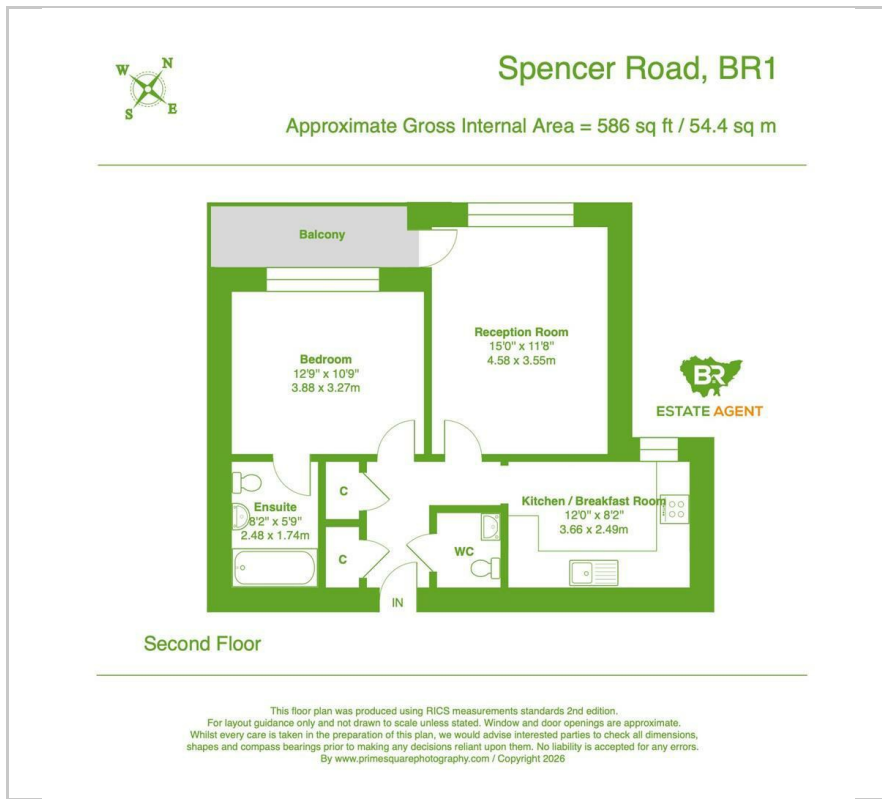 Spencer Road, BR1
W N
S E
Approximate Gross Internal Area = 586 sq ft / 54.4 sq m
Balcony
Reception Room
15'0" x 11'8"
4.58 x 3.55m
Bedroom
12'9" x 10'9"
3.88 x 3.27m
BR
ESTATE AGENT
C
Ensuite
8'2" x 5'9"
2.48 x 1.74m
Kitchen / Breakfast Room
12'0" x 8'2"
3.66 x 2.49m
C
WC
IN
Second Floor
This floor plan was produced using RICS measurements standards 2nd edition.
For layout guidance only and not drawn to scale unless stated. Window and door openings are approximate.
Whilst every care is taken in the preparation of this plan, we would advise interested parties to check all dimensions,
shapes and compass bearings prior to making any decisions reliant upon them. No liability is accepted for any errors.
By www.primesquarephotography.com / Copyright 2026